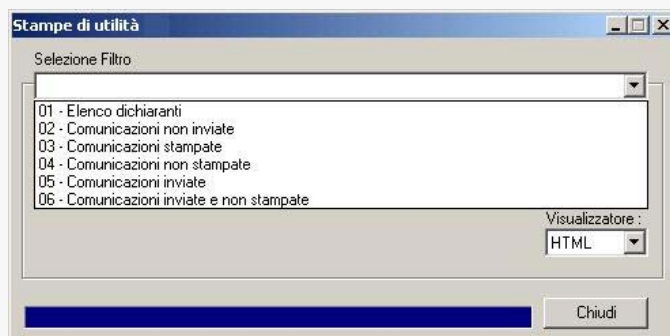 Stampe di utilità
Selezione Filtro
01 - Elenco dichiaranti
02 - Comunicazioni non inviate
03 - Comunicazioni stampate
04 - Comunicazioni non stampate
05 - Comunicazioni inviate
06 - Comunicazioni inviate e non stampate
Visualizzatore :
HTML
Chiudi